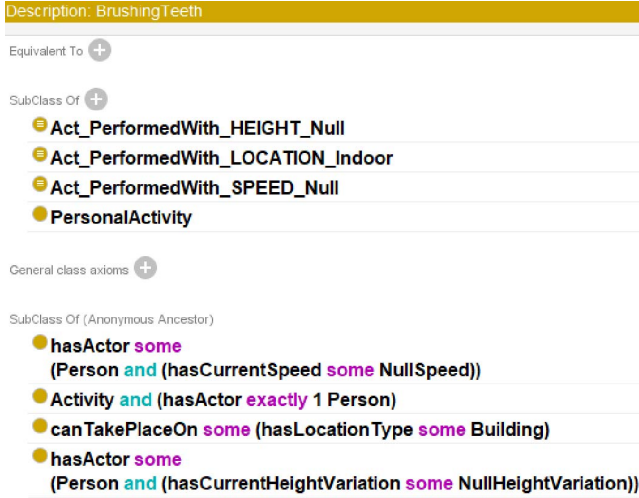 Description: BrushingTeeth
Equivalent To
SubClass Of
Act_PerformedWith_HEIGHT_Null
Act_PerformedWith_LOCATION_Indoor
Act_PerformedWith_SPEED_Null
PersonalActivity
General class axioms
SubClass Of (Anonymous Ancestor)
hasActor some
(Person and (hasCurrentSpeed some NullSpeed))
Activity and (hasActor exactly 1 Person)
canTakePlaceOn some (hasLocationType some Building)
hasActor some
(Person and (hasCurrentHeightVariation some NullHeightVariation))